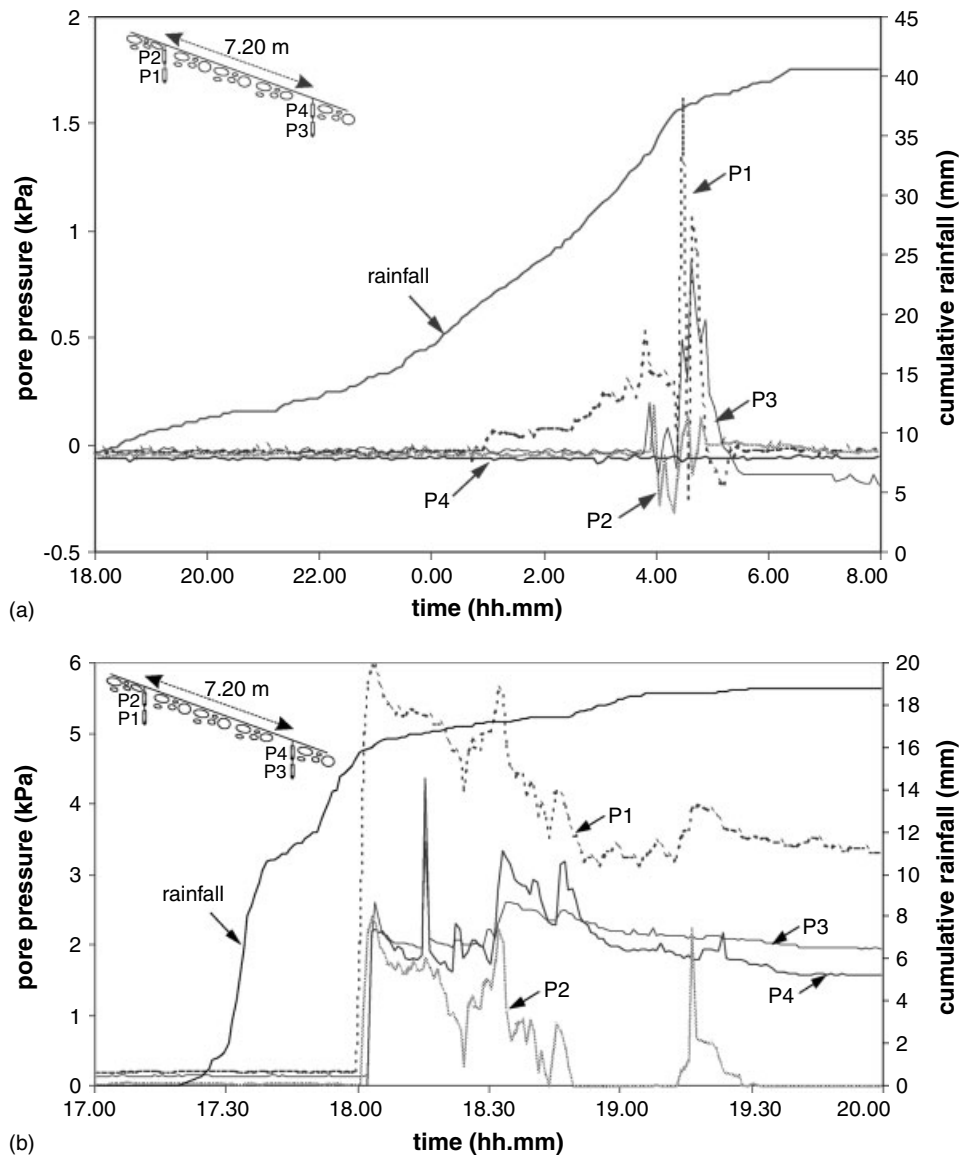 (a)
pore pressure (kPa)
2
1.5
1
0.5
0
-0.5
45
40
35
30
25
20
15
10
5
0
cumulative rainfall (mm)
7.20 m
P2
P1
P4
P3
P1
rainfall
P3
P4
P2
18.00 20.00 22.00 0.00 2.00 4.00 6.00 8.00
time (hh.mm)
(b)
pore pressure (kPa)
6
5
4
3
2
1
0
20
18
16
14
12
10
8
6
4
2
0
cumulative rainfall (mm)
7.20 m
P2
P1
P4
P3
P1
rainfall
P3
P2
P4
17.00 17.30 18.00 18.30 19.00 19.30 20.00
time (hh.mm)